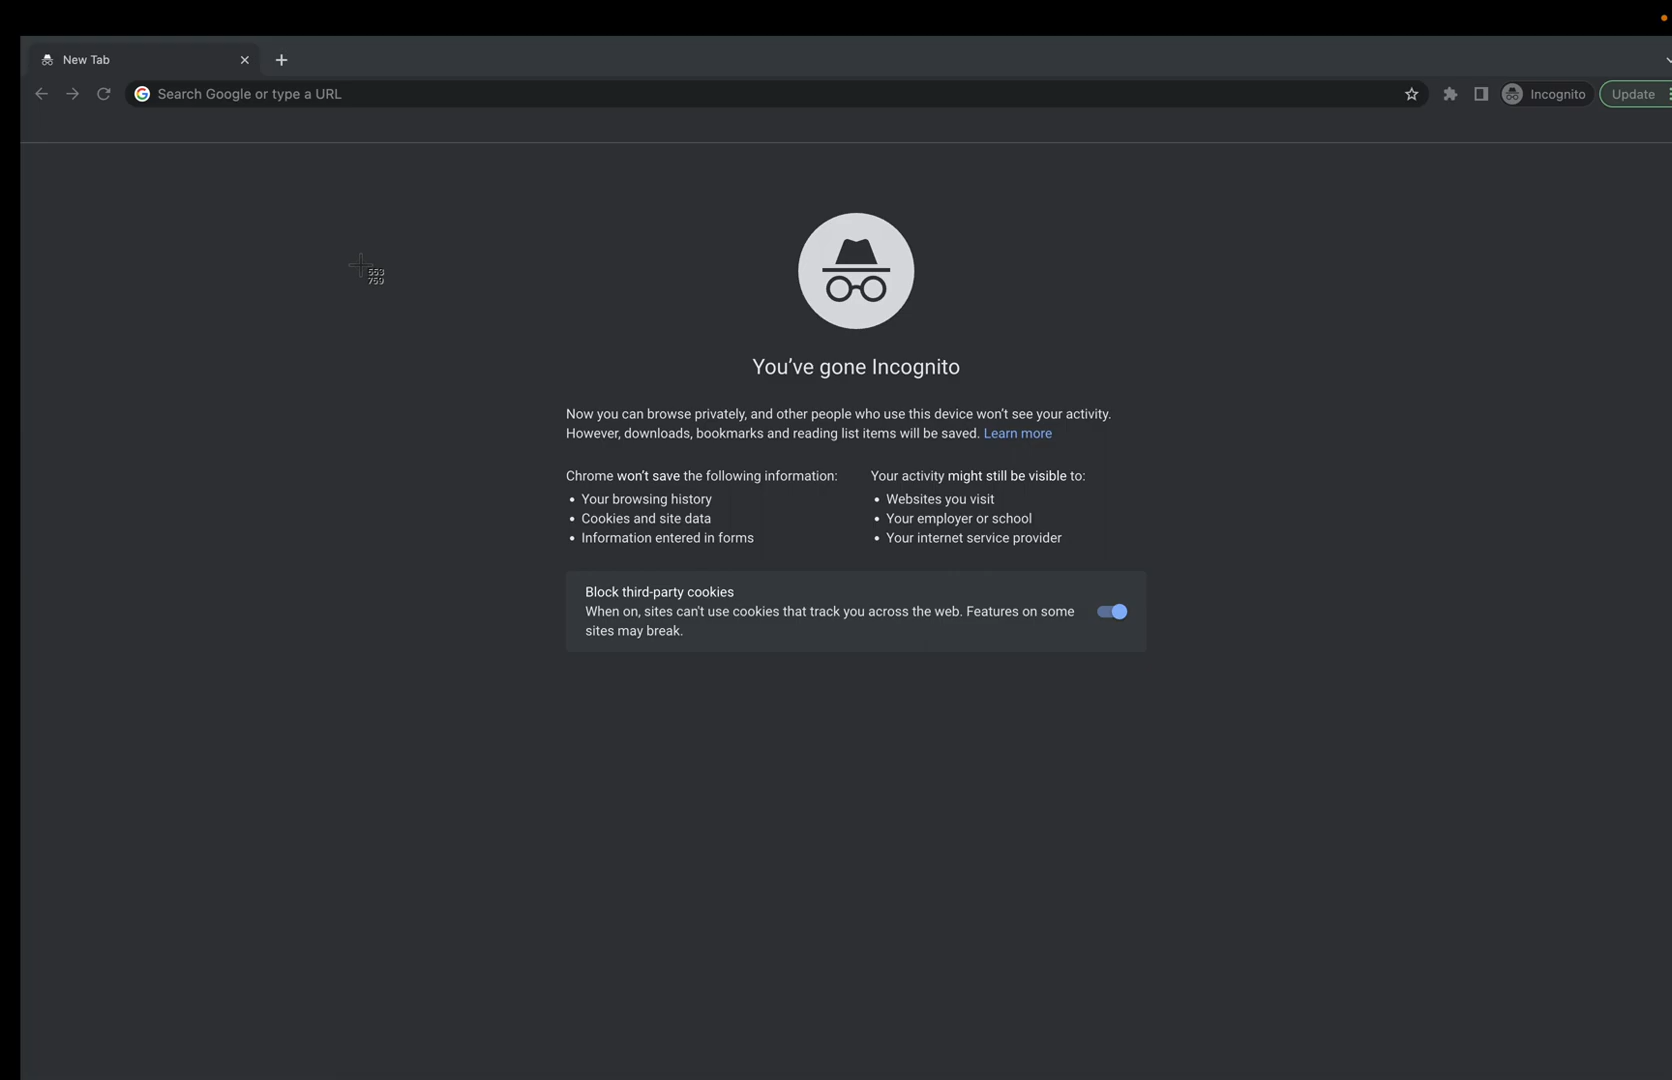 New Tab
Search Google or type a URL
Incognito
Update
553
759
You've gone Incognito
Now you can browse privately, and other people who use this device won't see your activity.
However, downloads, bookmarks and reading list items will be saved. Learn more
Chrome won't save the following information:
Your browsing history
Cookies and site data
Information entered in forms
Your activity might still be visible to:
Websites you visit
Your employer or school
Your internet service provider
Block third-party cookies
When on, sites can't use cookies that track you across the web. Features on some
sites may break.